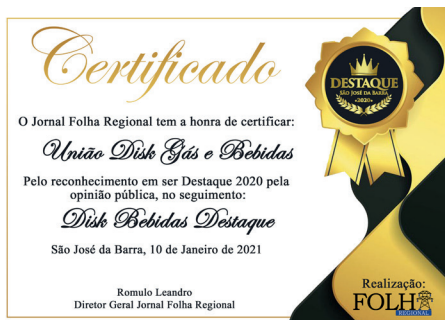 Certificado
DESTAQUE
SÃO JOSÉ DA BARRA
•2020•
O Jornal Folha Regional tem a honra de certificar:
União Disk Gás e Bebidas
Pelo reconhecimento em ser Destaque 2020 pela
opinião pública, no seguimento:
Disk Bebidas Destaque
São José da Barra, 10 de Janeiro de 2021
Romulo Leandro
Diretor Geral Jornal Folha Regional
Realização:
FOLHA
REGIONAL